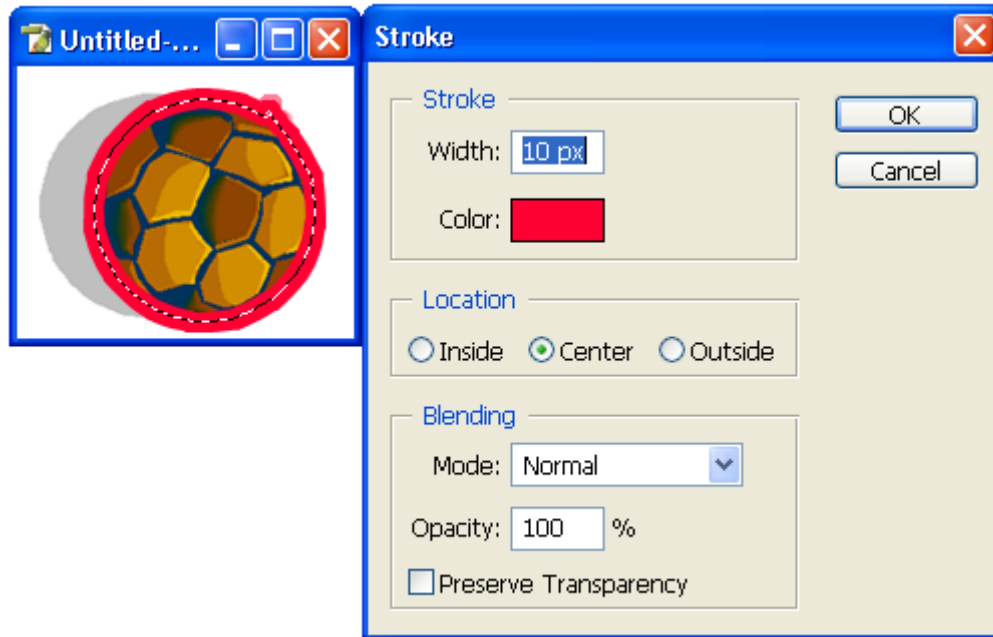 Untitled-...
Stroke
Stroke
Width: 10 px
Color:
OK
Cancel
Location
Inside Center Outside
Blending
Mode: Normal
Opacity: 100 %
Preserve Transparency